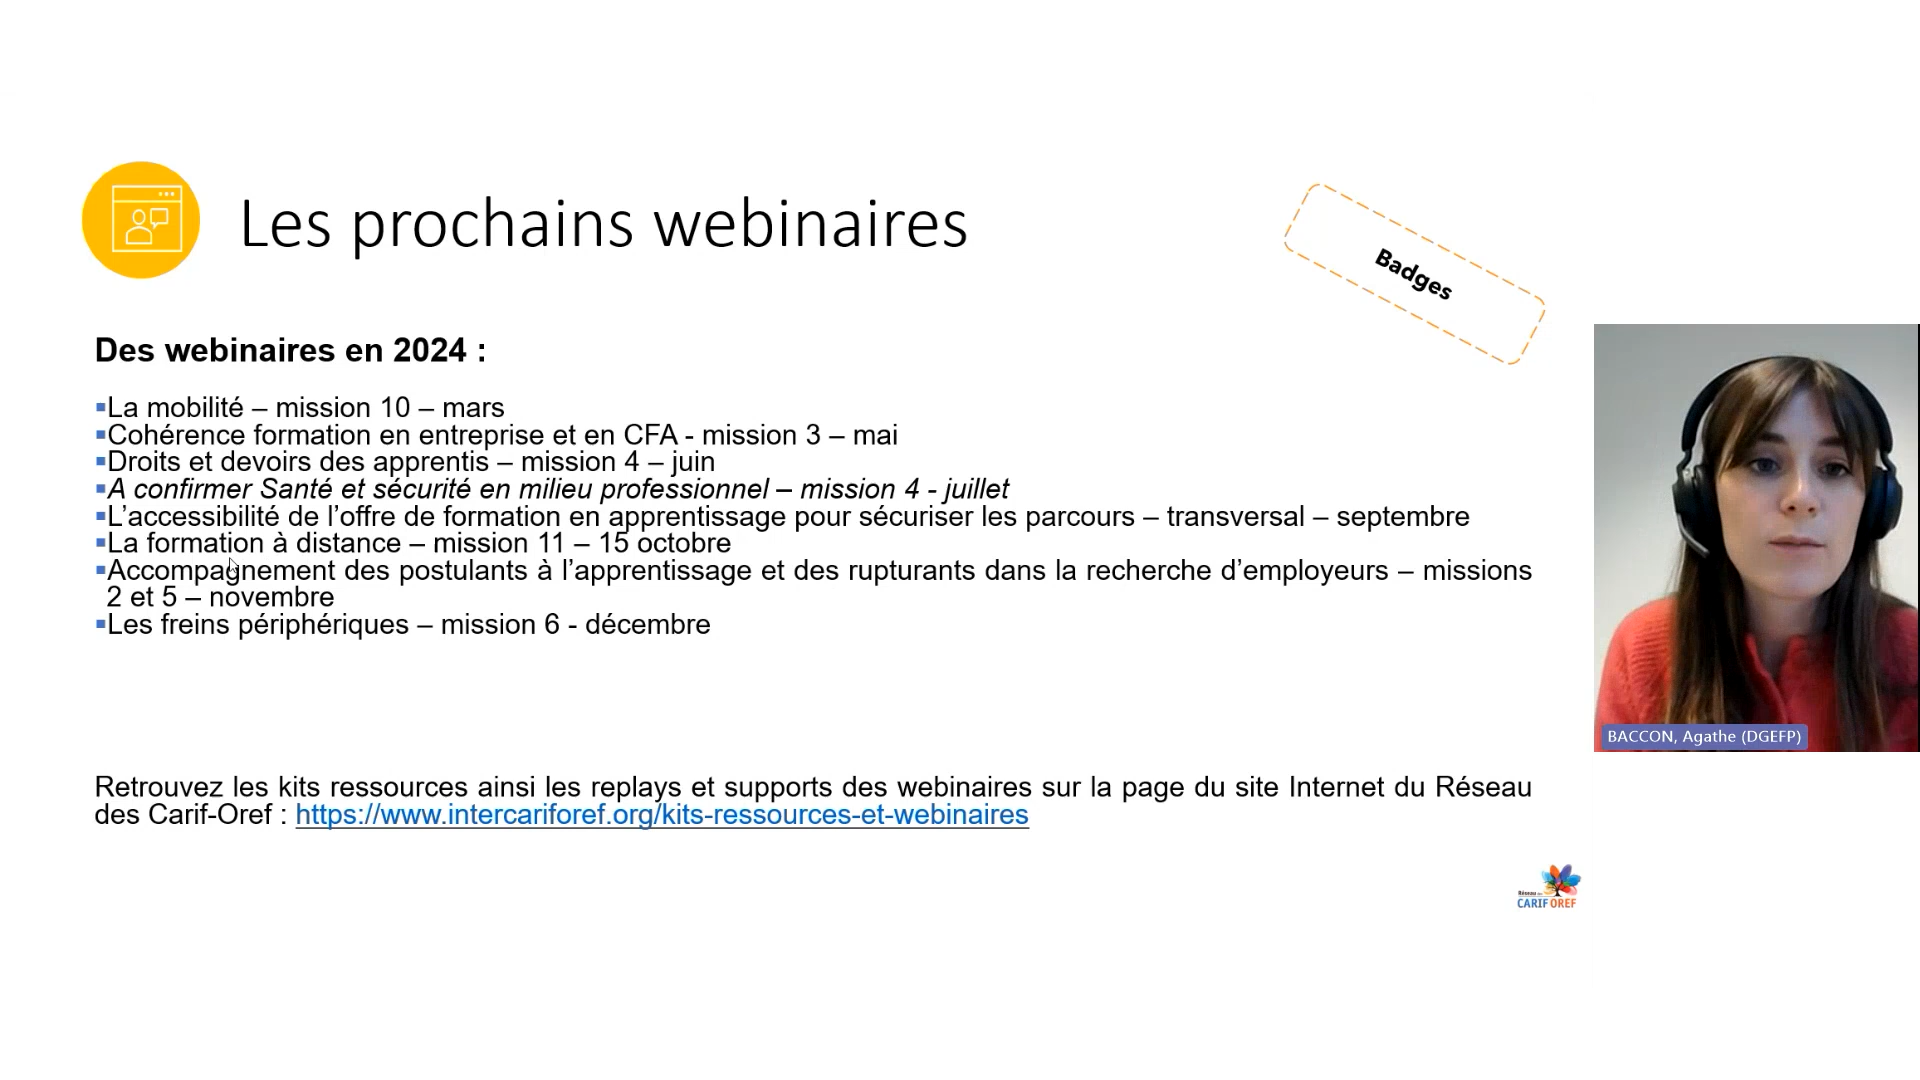 Les prochains webinaires
Badges
Des webinaires en 2024 :
▪La mobilité – mission 10 – mars
▪Cohérence formation en entreprise et en CFA - mission 3 – mai
▪Droits et devoirs des apprentis – mission 4 – juin
▪A confirmer Santé et sécurité en milieu professionnel – mission 4 - juillet
▪L’accessibilité de l’offre de formation en apprentissage pour sécuriser les parcours – transversal – septembre
▪La formation à distance – mission 11 – 15 octobre
▪Accompagnement des postulants à l’apprentissage et des rupturants dans la recherche d’employeurs – missions
2 et 5 – novembre
▪Les freins périphériques – mission 6 - décembre
BACCON, Agathe (DGEFP)
Retrouvez les kits ressources ainsi les replays et supports des webinaires sur la page du site Internet du Réseau
des Carif-Oref : https://www.intercariforef.org/kits-ressources-et-webinaires
Réseau des
CARIF OREF